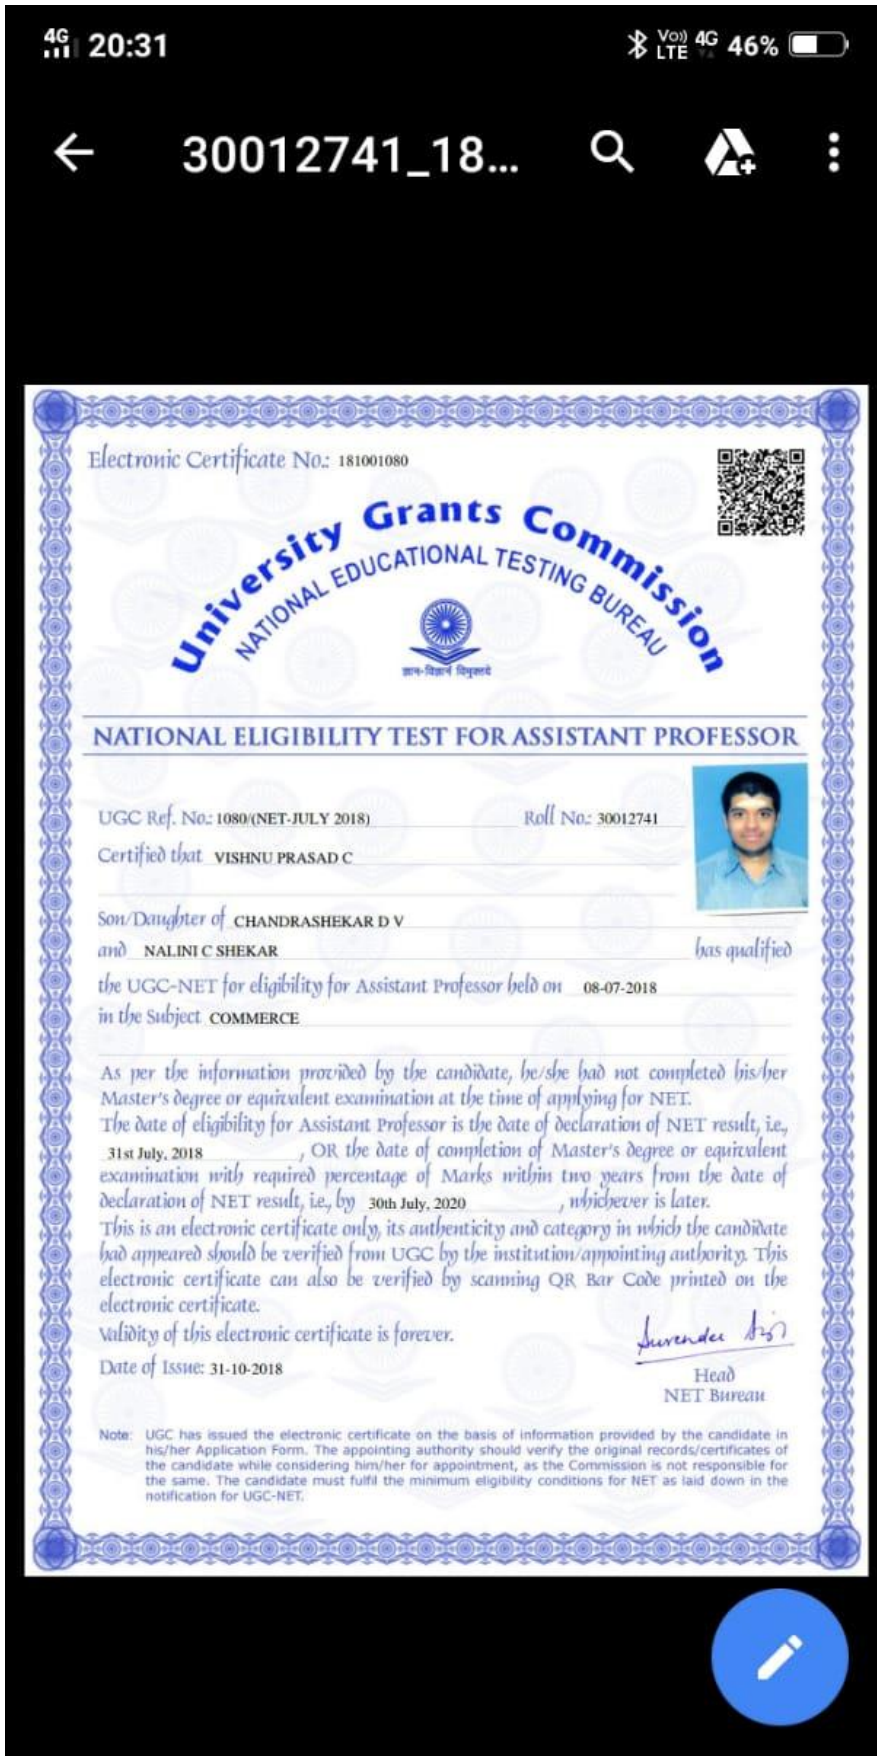 4G 20:31 Vo)) LTE 4G 46%
30012741_18...
Electronic Certificate No.: 181001080
University Grants Commission
NATIONAL EDUCATIONAL TESTING BUREAU
ज्ञान-विज्ञानं विमुक्तये
NATIONAL ELIGIBILITY TEST FOR ASSISTANT PROFESSOR
UGC Ref. No.: 1080/(NET-JULY 2018) Roll No.: 30012741
Certified that VISHNU PRASAD C
Son/Daughter of CHANDRASHEKAR D V
and NALINI C SHEKAR has qualified
the UGC-NET for eligibility for Assistant Professor held on 08-07-2018
in the Subject COMMERCE
As per the information provided by the candidate, he/she had not completed his/her
Master's degree or equivalent examination at the time of applying for NET.
The date of eligibility for Assistant Professor is the date of declaration of NET result, i.e.,
31st July, 2018 , OR the date of completion of Master's degree or equivalent
examination with required percentage of Marks within two years from the date of
declaration of NET result, i.e., by 30th July, 2020 , whichever is later.
This is an electronic certificate only, its authenticity and category in which the candidate
had appeared should be verified from UGC by the institution/appointing authority. This
electronic certificate can also be verified by scanning QR Bar Code printed on the
electronic certificate.
Validity of this electronic certificate is forever.
Date of Issue: 31-10-2018
Surender
Head
NET Bureau
Note: UGC has issued the electronic certificate on the basis of information provided by the candidate in
his/her Application Form. The appointing authority should verify the original records/certificates of
the candidate while considering him/her for appointment, as the Commission is not responsible for
the same. The candidate must fulfil the minimum eligibility conditions for NET as laid down in the
notification for UGC-NET.